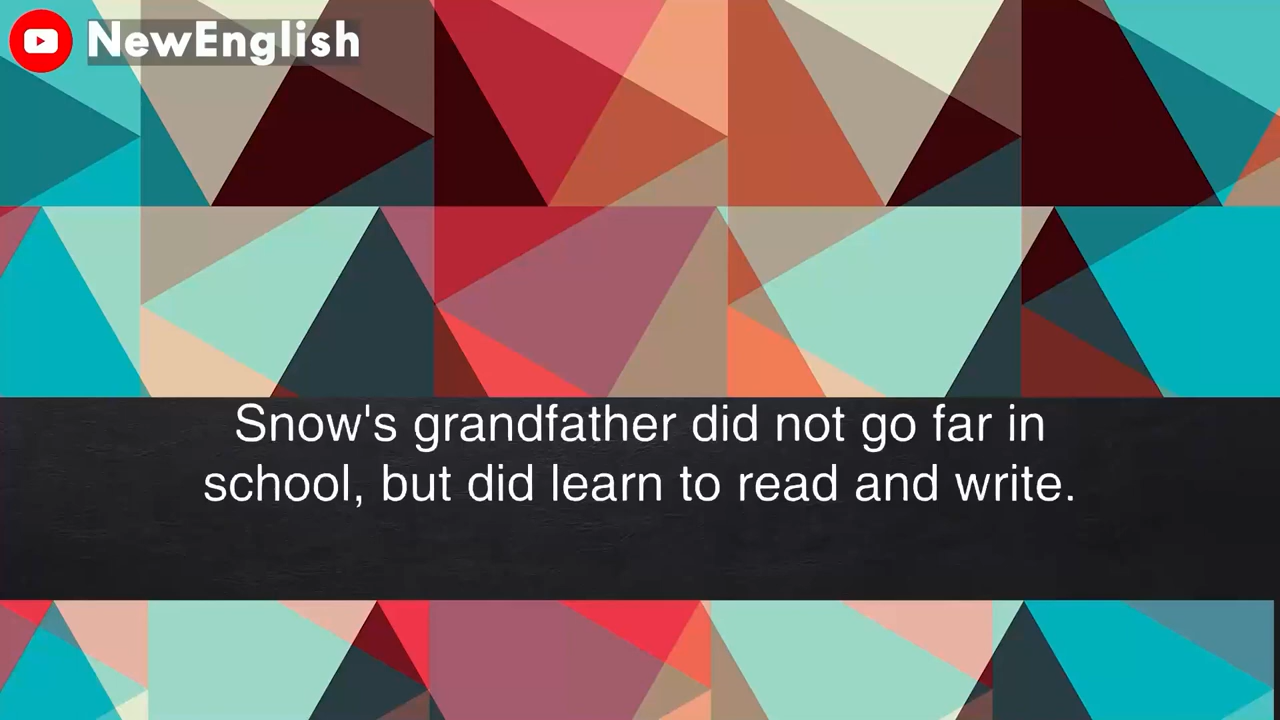 NewEnglish
Snow's grandfather did not go far in
school, but did learn to read and write.